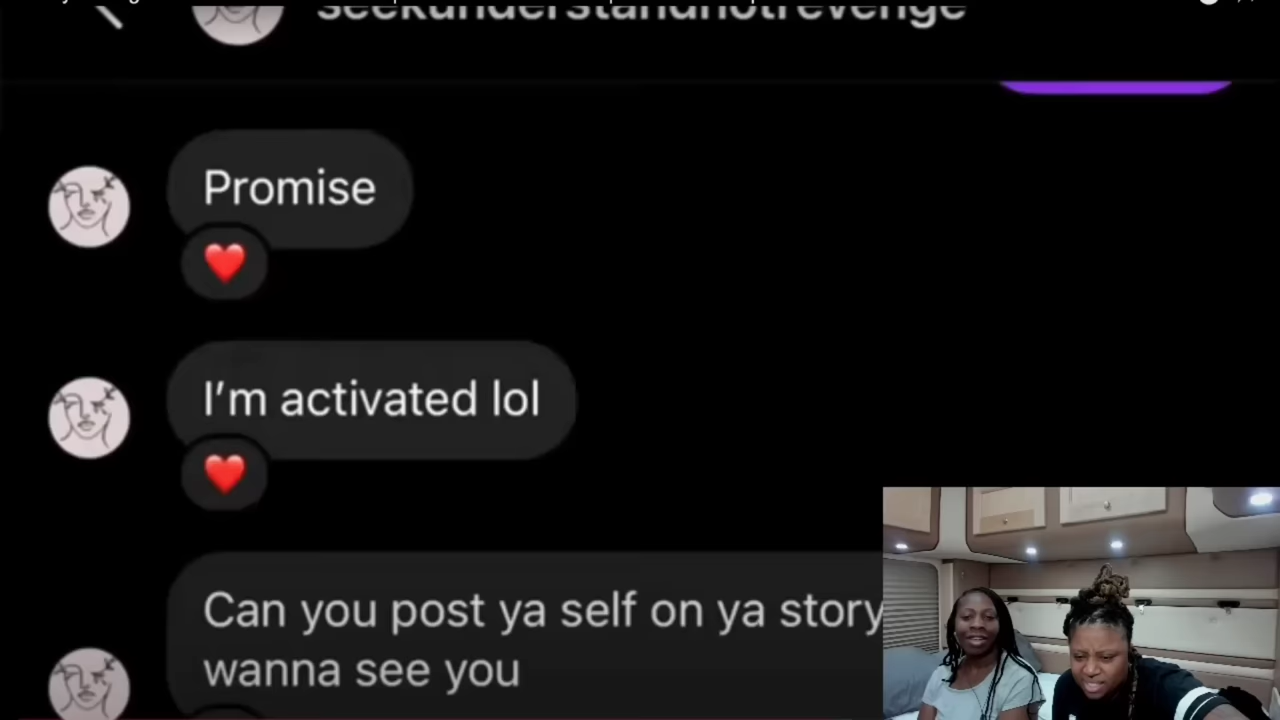 seekunderstandnotrevenge
Promise
I'm activated lol
Can you post ya self on ya story
wanna see you